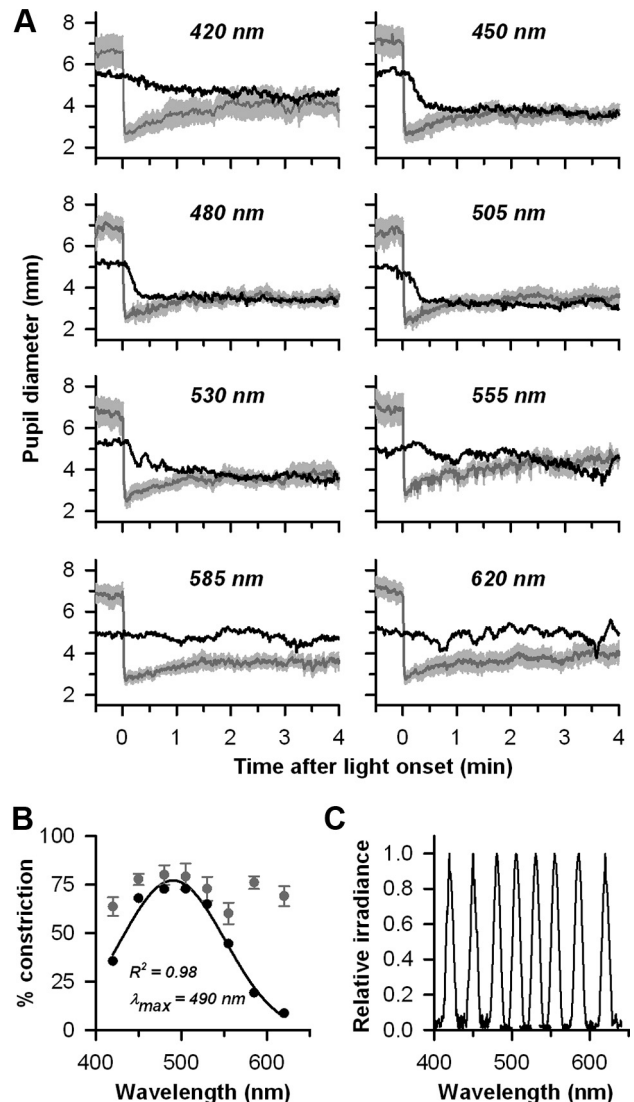 A
420 nm
450 nm
8
6
4
2
480 nm
505 nm
8
6
4
2
530 nm
555 nm
8
6
4
2
585 nm
620 nm
8
6
4
2
Pupil diameter (mm)
0 1 2 3 4
0 1 2 3 4
Time after light onset (min)
B
100
75
50
25
0
% constriction
R² = 0.98
λmax = 490 nm
400 500 600
Wavelength (nm)
C
1.0
0.8
0.6
0.4
0.2
0.0
Relative irradiance
400 500 600
Wavelength (nm)